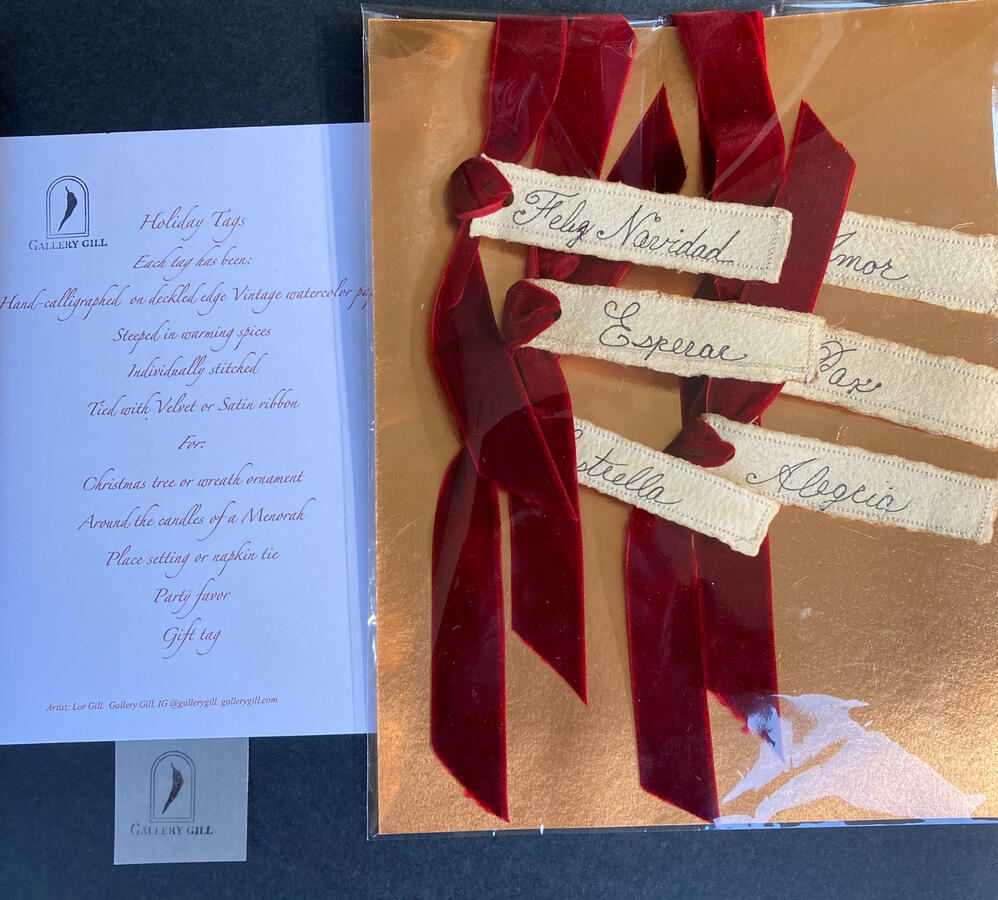 GALLERY GILL
Holiday Tags
Each tag has been:
Hand-calligraphed on deckled edge Vintage watercolor
Steeped in warming spices
Individually stitched
Tied with Velvet or Satin ribbon
For:
Christmas tree or wreath ornament
Around the candles of a Menorah
Place setting or napkin tie
Party favor
Gift tag
Artist: Lor Gill. Gallery Gill. IG @gallerygill. gallerygill.com
GALLERY GILL
Feliz Navidad
Amor
Esperar
strella
Alegria